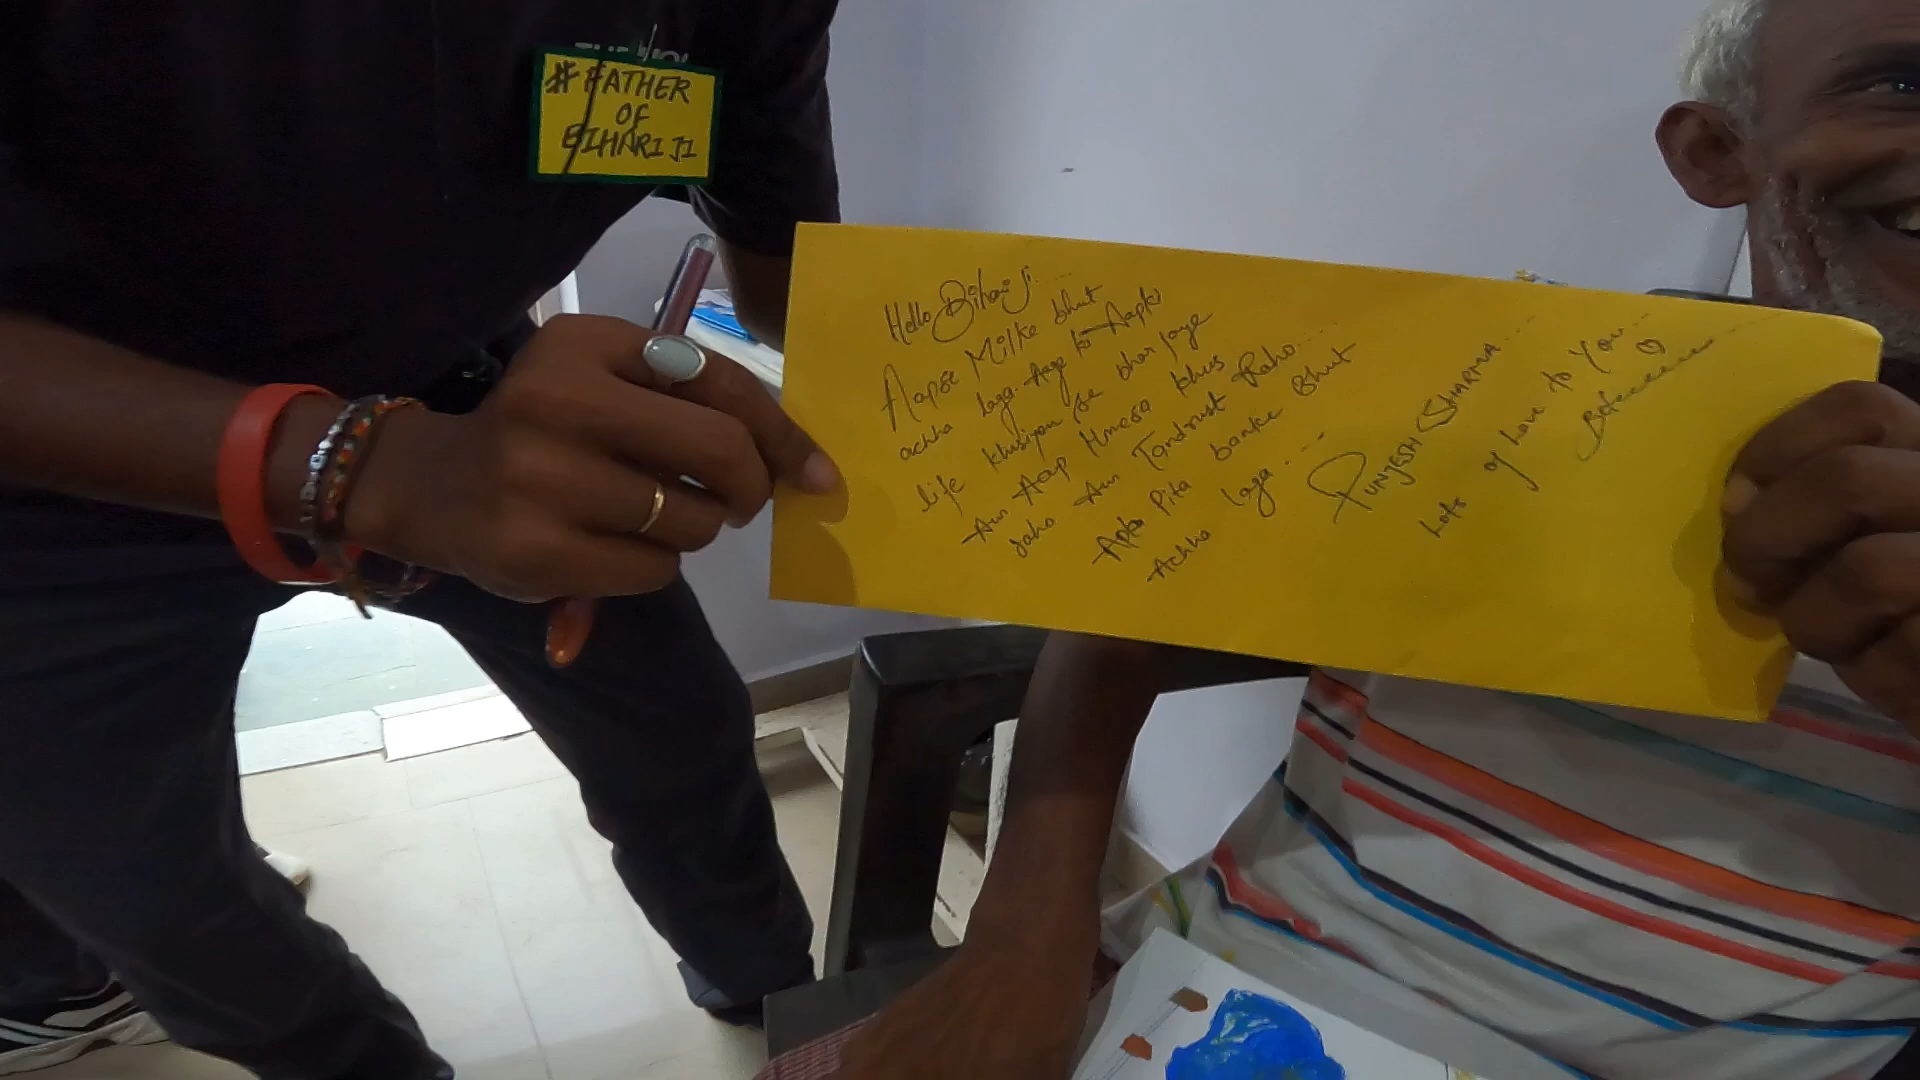 # FATHER
OF
BIHARI JI
Hello Bihari Ji....
Aapse Milke bhut
achha laga. Aage ki Aapki
life khusiyon se bhar jaye
Aur Aap Hmesa khus
raho Aur Tandrust Raho....
Apka Pita banke Bhut
Achha laga....
PUNJESH SHARMA....
Lots of Love to You...